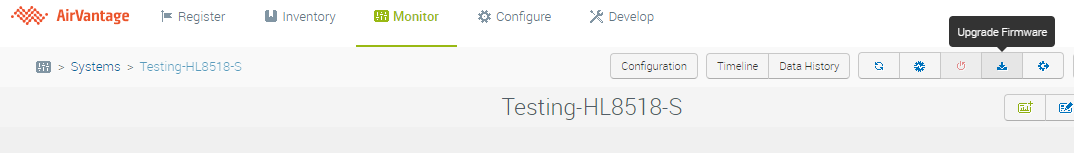 AirVantage Register Inventory Monitor Configure Develop
Upgrade Firmware
> Systems > Testing-HL8518-S Configuration Timeline Data History
Testing-HL8518-S